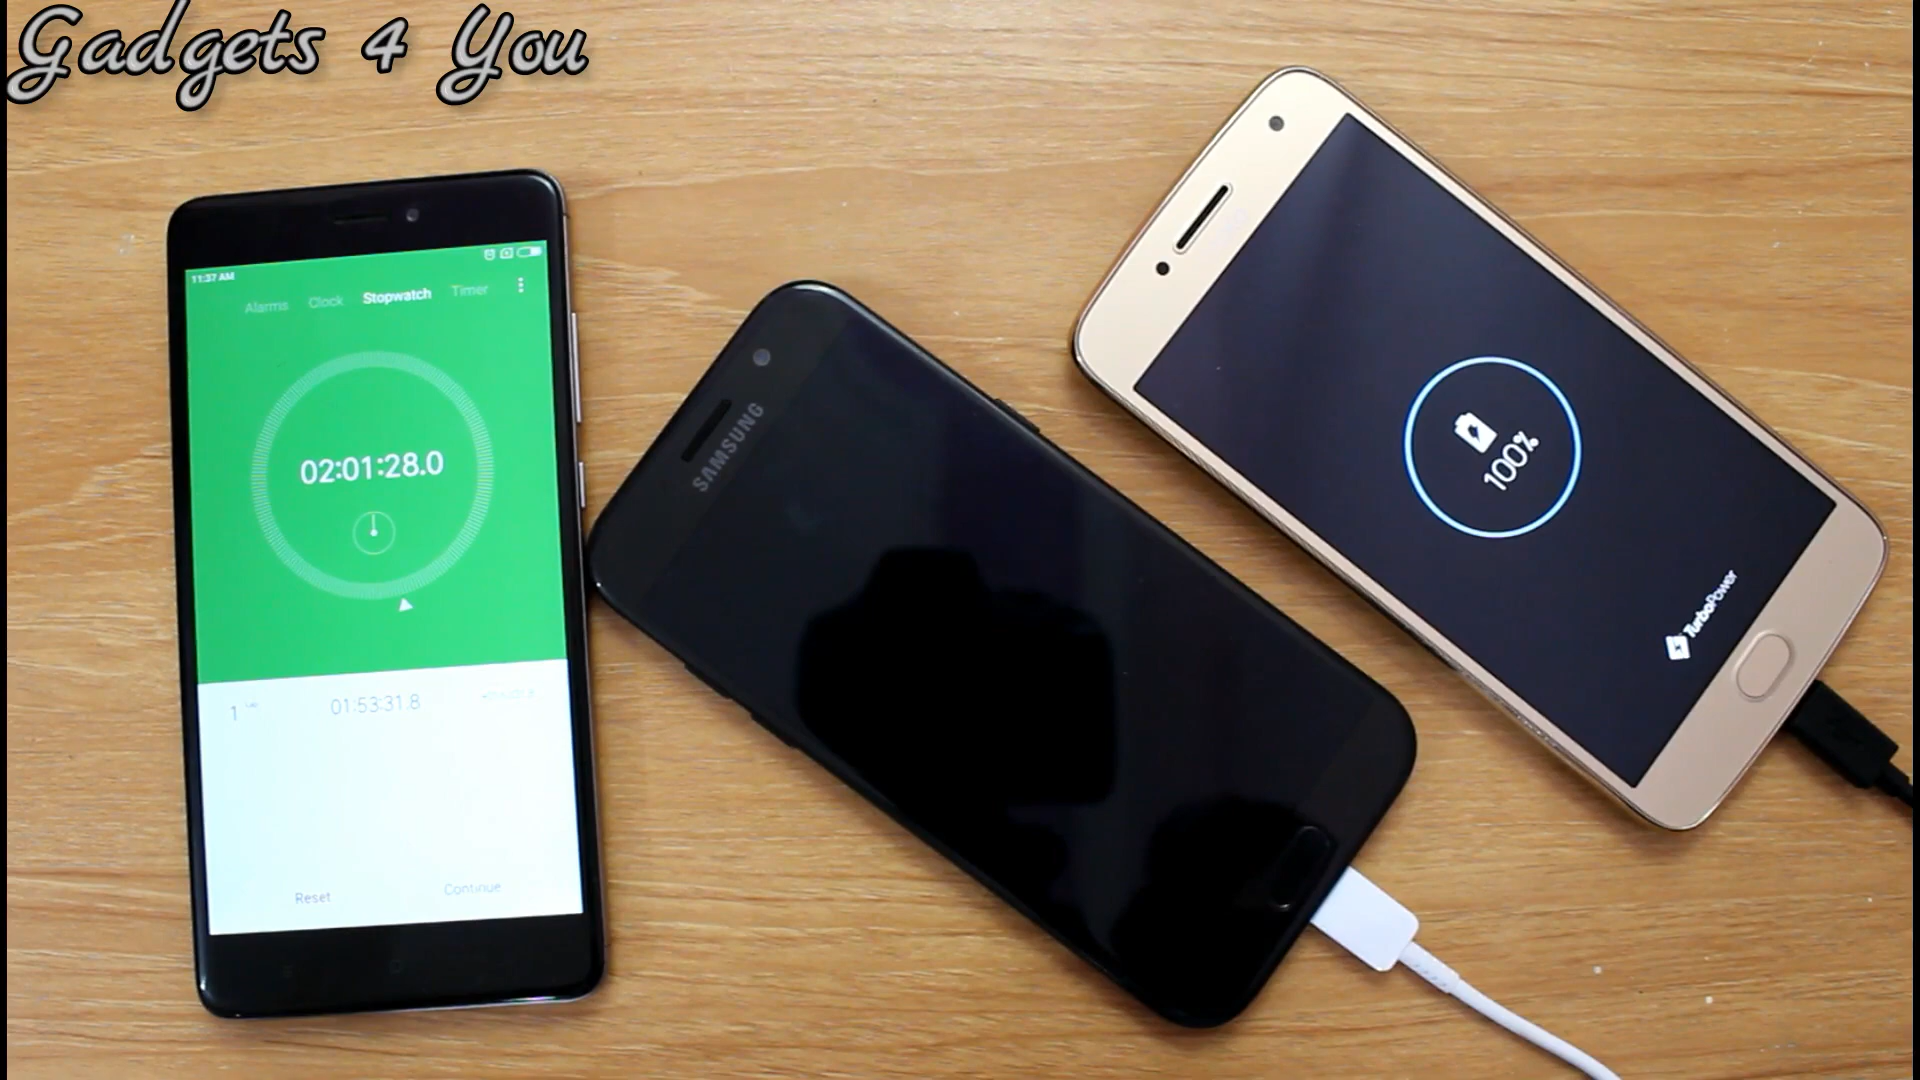 Gadgets 4 You
11:37 AM
Alarms Clock Stopwatch Timer
02:01:28.0
1 01:53:31.8
Reset Continue
SAMSUNG
100%
TurboPower